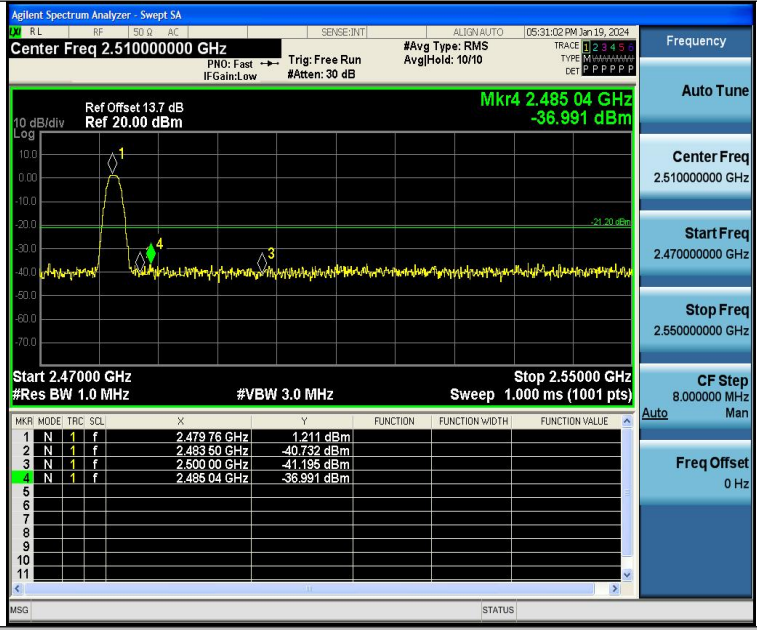 Agilent Spectrum Analyzer - Swept SA
LXI RL RF 50 Ω AC SENSE:INT ALIGNAUTO 05:31:02 PM Jan 19, 2024
Center Freq 2.510000000 GHz
PNO: Fast
IFGain:Low
Trig: Free Run
#Atten: 30 dB
#Avg Type: RMS
Avg|Hold: 10/10
TRACE 1 2 3 4 5 6
TYPE M
DET P P P P P P
Ref Offset 13.7 dB
Ref 20.00 dBm
10 dB/div
Log
Mkr4 2.485 04 GHz
-36.991 dBm
10.0
0.00
-10.0
-20.0
-30.0
-40.0
-50.0
-60.0
-70.0
1
4
3
-21.20 dBm
Start 2.47000 GHz
Stop 2.55000 GHz
#Res BW 1.0 MHz
#VBW 3.0 MHz
Sweep 1.000 ms (1001 pts)
MKR MODE TRC SCL X Y FUNCTION FUNCTION WIDTH FUNCTION VALUE
1 N 1 f 2.479 76 GHz 1.211 dBm
2 N 1 f 2.483 50 GHz -40.732 dBm
3 N 1 f 2.500 00 GHz -41.195 dBm
4 N 1 f 2.485 04 GHz -36.991 dBm
5
6
7
8
9
10
11
MSG
STATUS
Frequency
Auto Tune
Center Freq
2.510000000 GHz
Start Freq
2.470000000 GHz
Stop Freq
2.550000000 GHz
CF Step
8.000000 MHz
Auto Man
Freq Offset
0 Hz